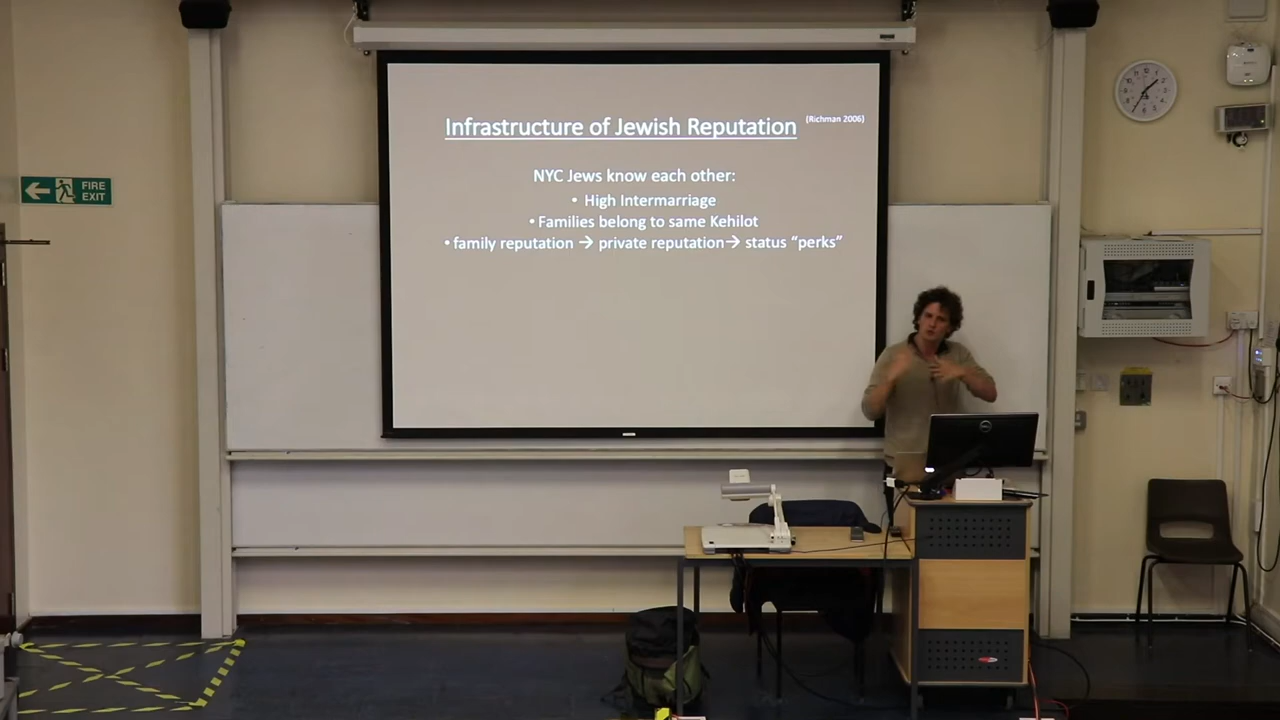 Infrastructure of Jewish Reputation
(Richman 2006)
NYC Jews know each other:
• High Intermarriage
• Families belong to same Kehilot
• family reputation → private reputation→ status “perks”
FIRE
EXIT
DELL